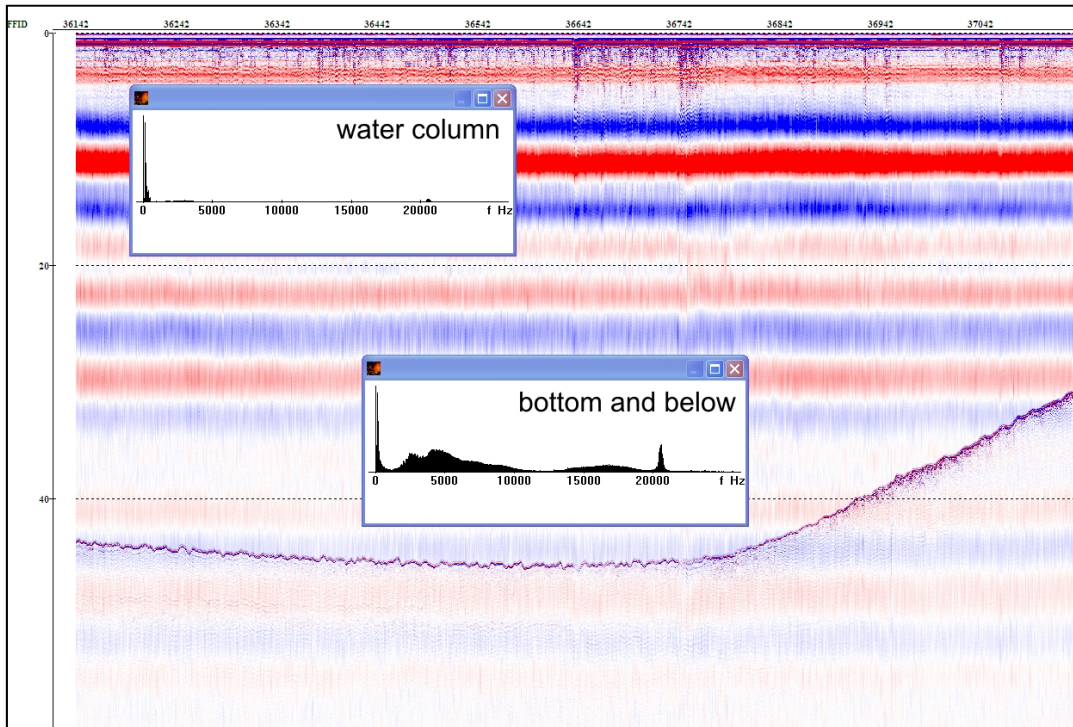 FFID 36142 36242 36342 36442 36542 36642 36742 36842 36942 37042
0
water column
0 5000 10000 15000 20000 f Hz
20
bottom and below
0 5000 10000 15000 20000 f Hz
40